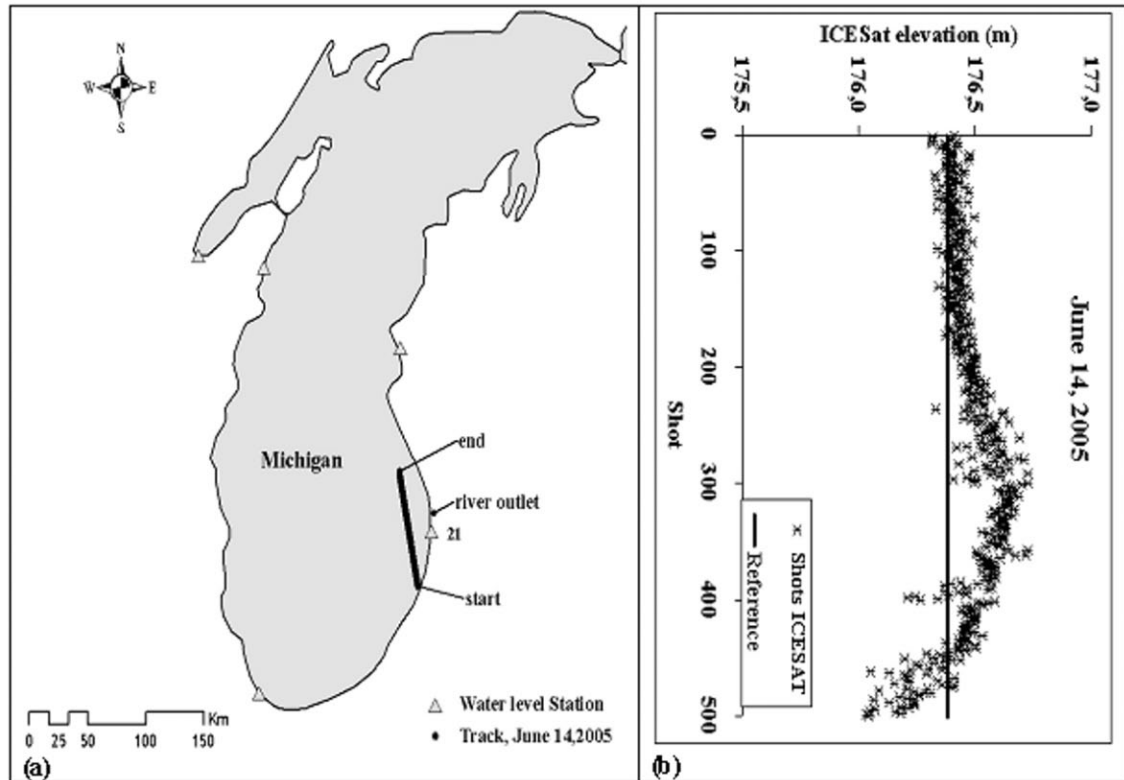 N
W E
S
Michigan
end
river outlet
21
start
Water level Station
Track, June 14,2005
Km
0 25 50 100 150
(a)
ICESat elevation (m)
175,5 176,0 176,5 177,0
0
100
200
300
400
500
Shot
June 14, 2005
Shots ICESAT
Reference
(b)